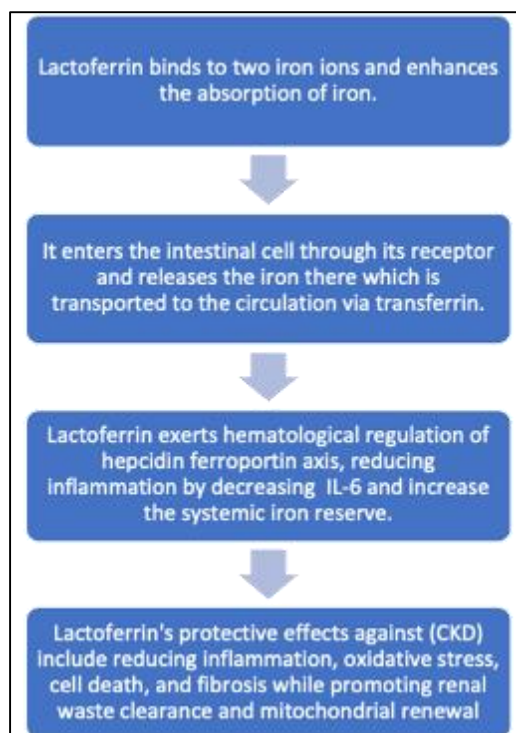 Lactoferrin binds to two iron ions and enhances
the absorption of iron.
It enters the intestinal cell through its receptor
and releases the iron there which is
transported to the circulation via transferrin.
Lactoferrin exerts hematological regulation of
hepcidin ferroportin axis, reducing
inflammation by decreasing IL-6 and increase
the systemic iron reserve.
Lactoferrin's protective effects against (CKD)
include reducing inflammation, oxidative stress,
cell death, and fibrosis while promoting renal
waste clearance and mitochondrial renewal